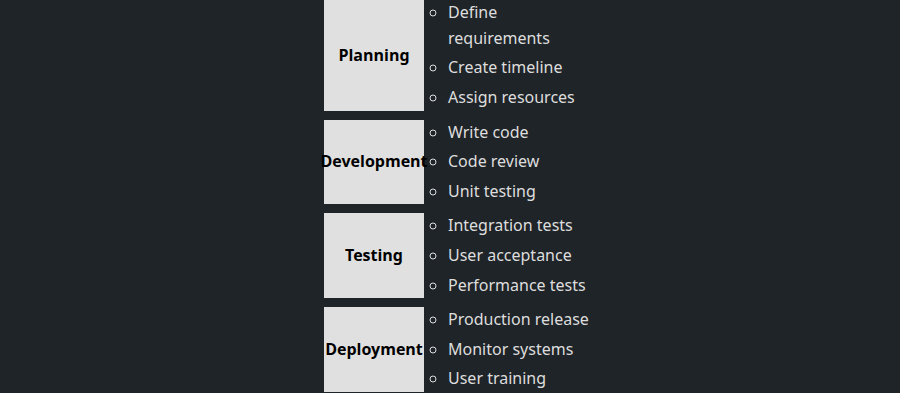 Planning
Define
requirements
Create timeline
Assign resources
Development
Write code
Code review
Unit testing
Testing
Integration tests
User acceptance
Performance tests
Deployment
Production release
Monitor systems
User training